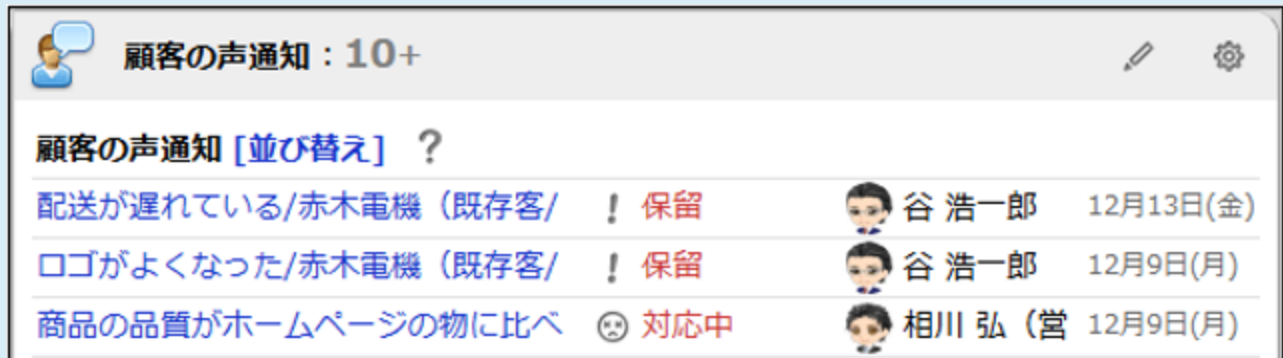 顧客の声通知：10+
顧客の声通知 [並び替え] ?
配送が遅れている/赤木電機（既存客/ ! 保留 谷 浩一郎 12月13日(金)
ロゴがよくなった/赤木電機（既存客/ ! 保留 谷 浩一郎 12月9日(月)
商品の品質がホームページの物に比べ 対応中 相川 弘（営 12月9日(月)